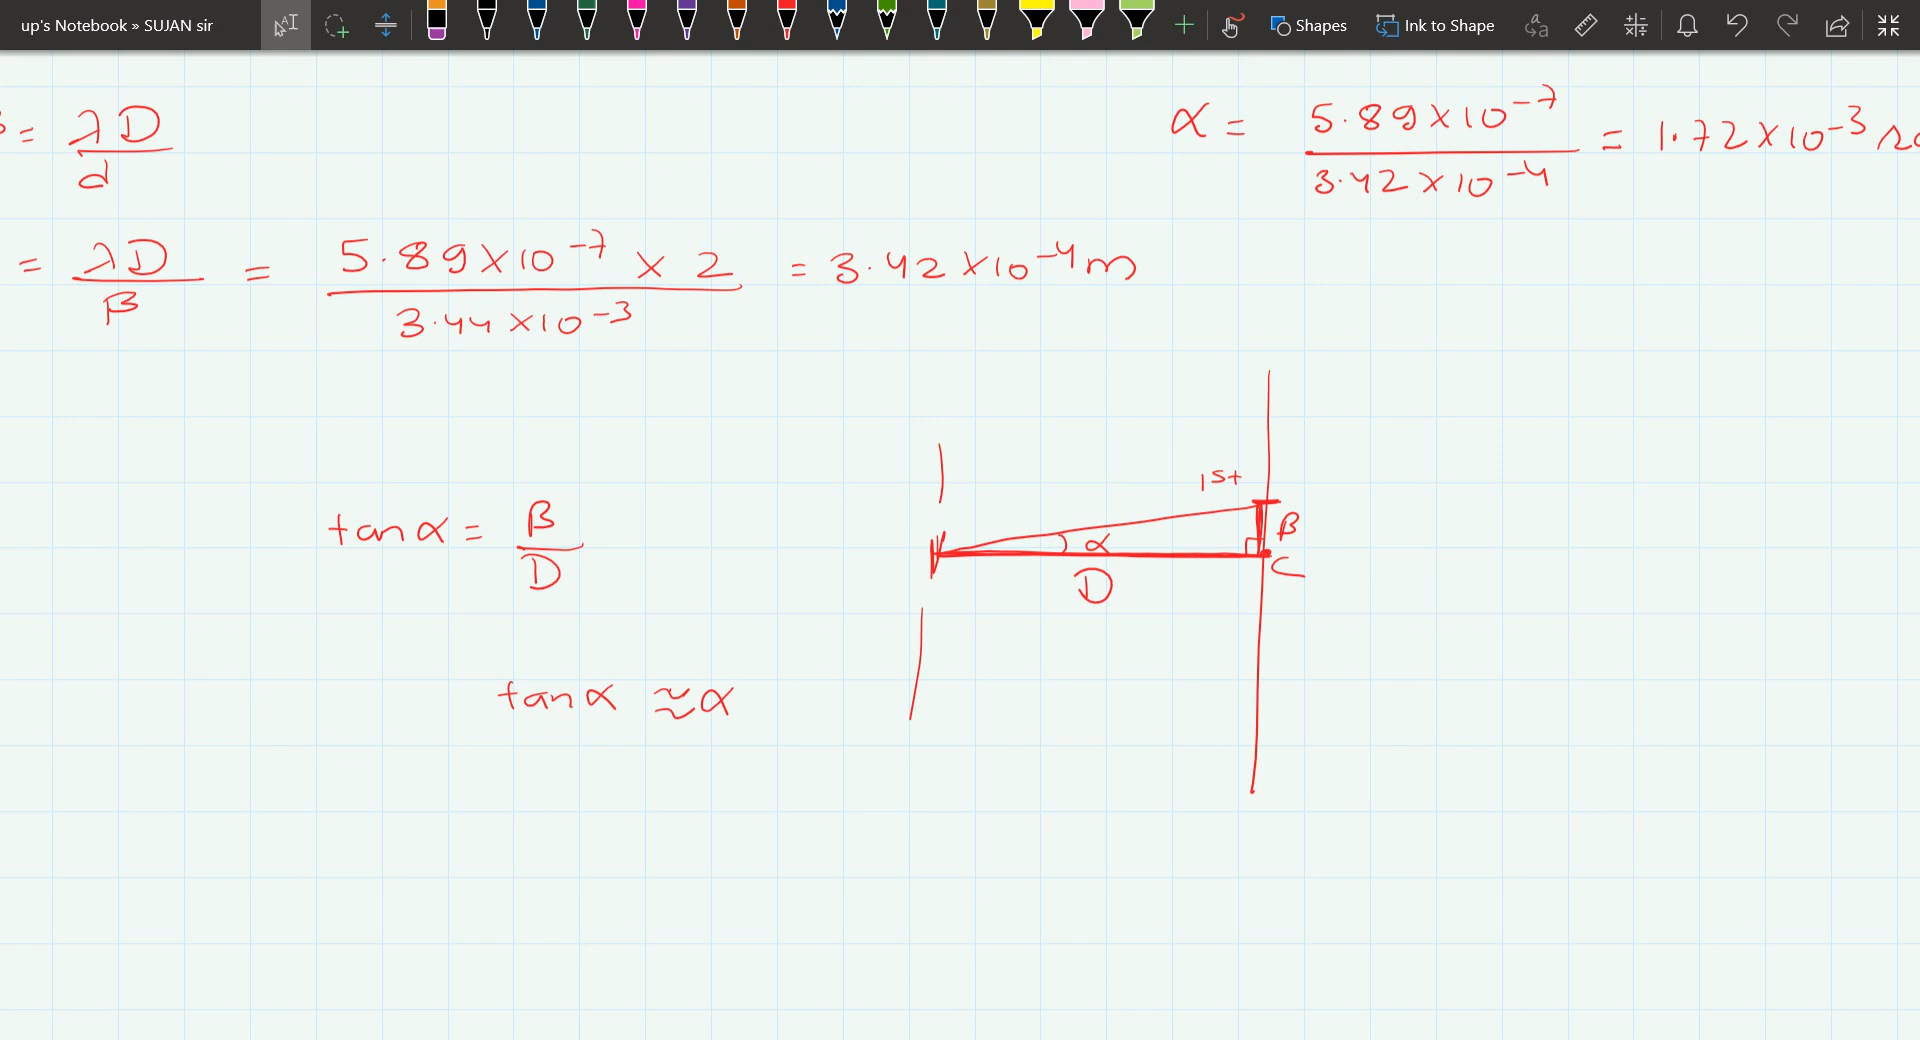 up's Notebook » SUJAN sir
Shapes
Ink to Shape
= λD / d
α = 5.89 × 10⁻⁷ / 3.42 × 10⁻⁴ = 1.72 × 10⁻³
= λD / β = 5.89 × 10⁻⁷ × 2 / 3.44 × 10⁻³ = 3.42 × 10⁻⁴ m
1st
tan α = β / D
β
α
C
D
tan α ≈ α